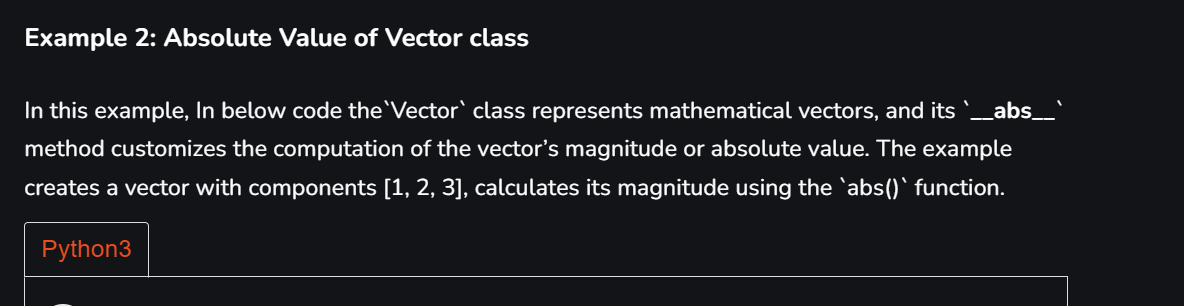 Example 2: Absolute Value of Vector class
In this example, In below code the`Vector` class represents mathematical vectors, and its `__abs__`
method customizes the computation of the vector’s magnitude or absolute value. The example
creates a vector with components [1, 2, 3], calculates its magnitude using the `abs()` function.
Python3